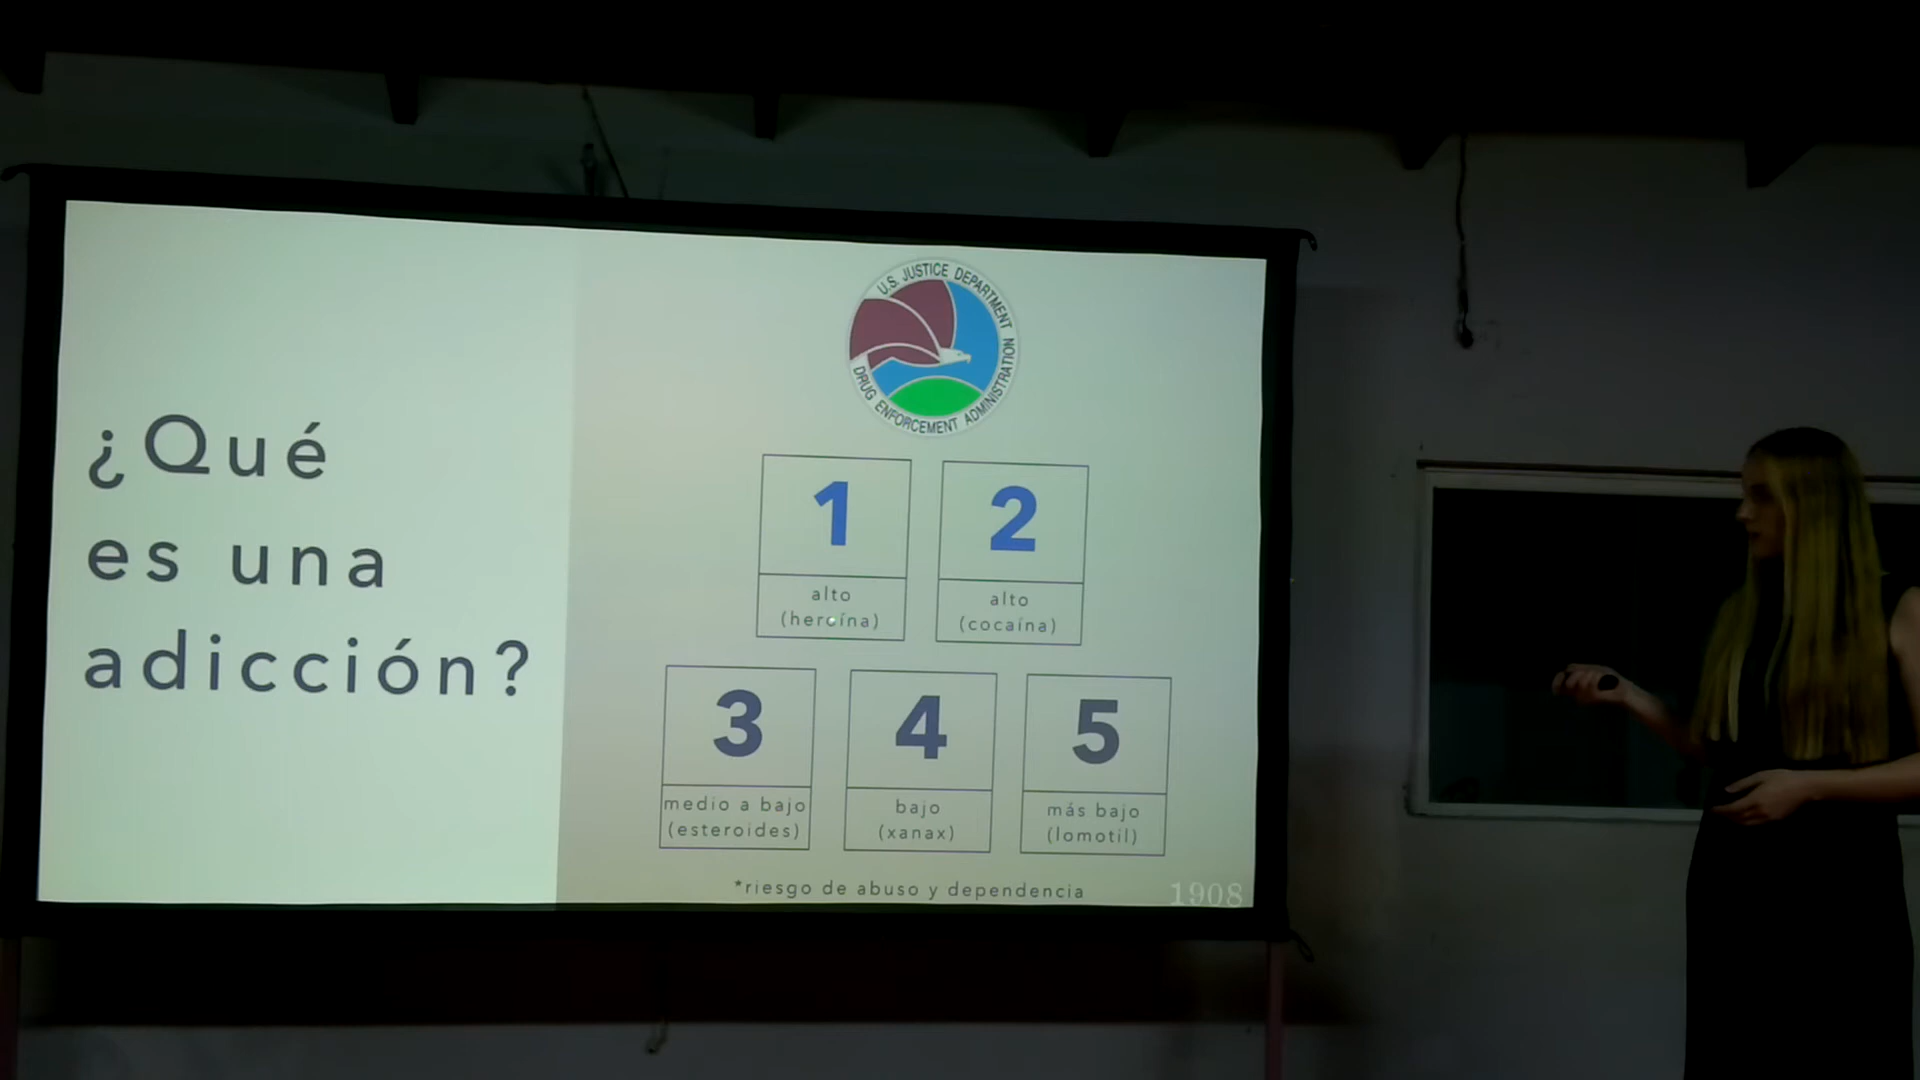 ¿Qué
es una
adicción?
U.S. JUSTICE DEPARTMENT
DRUG ENFORCEMENT ADMINISTRATION
1
alto
(heroína)
2
alto
(cocaína)
3
medio a bajo
(esteroides)
4
bajo
(xanax)
5
más bajo
(lomotil)
*riesgo de abuso y dependencia
1908